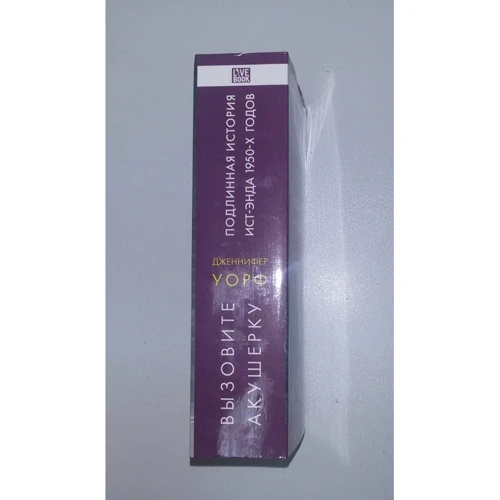 LIVE
BOOK
ПОДЛИННАЯ ИСТОРИЯ
ИСТ-ЭНДА 1950-Х ГОДОВ
ДЖЕННИФЕР
УОРФ
ВЫЗОВИТЕ
АКУШЕРКУ